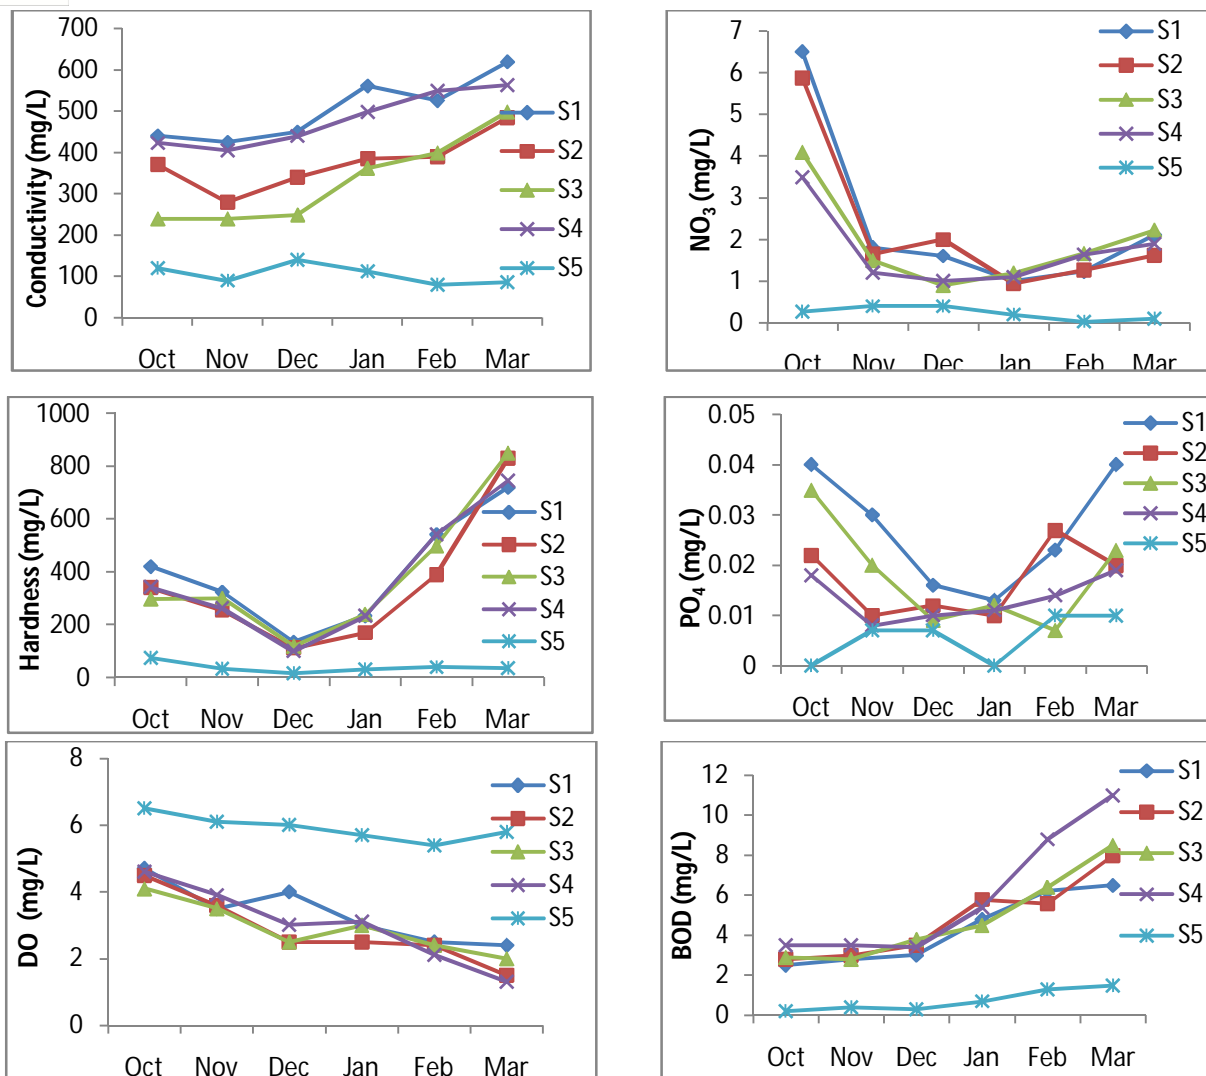 Conductivity (mg/L)
700
600
500
400
300
200
100
0
Oct Nov Dec Jan Feb Mar
S1
S2
S3
S4
S5
NO3 (mg/L)
7
6
5
4
3
2
1
0
Oct Nov Dec Jan Feb Mar
S1
S2
S3
S4
S5
Hardness (mg/L)
1000
800
600
400
200
0
Oct Nov Dec Jan Feb Mar
S1
S2
S3
S4
S5
PO4 (mg/L)
0.05
0.04
0.03
0.02
0.01
0
Oct Nov Dec Jan Feb Mar
S1
S2
S3
S4
S5
DO (mg/L)
8
6
4
2
0
Oct Nov Dec Jan Feb Mar
S1
S2
S3
S4
S5
BOD (mg/L)
12
10
8
6
4
2
0
Oct Nov Dec Jan Feb Mar
S1
S2
S3
S4
S5